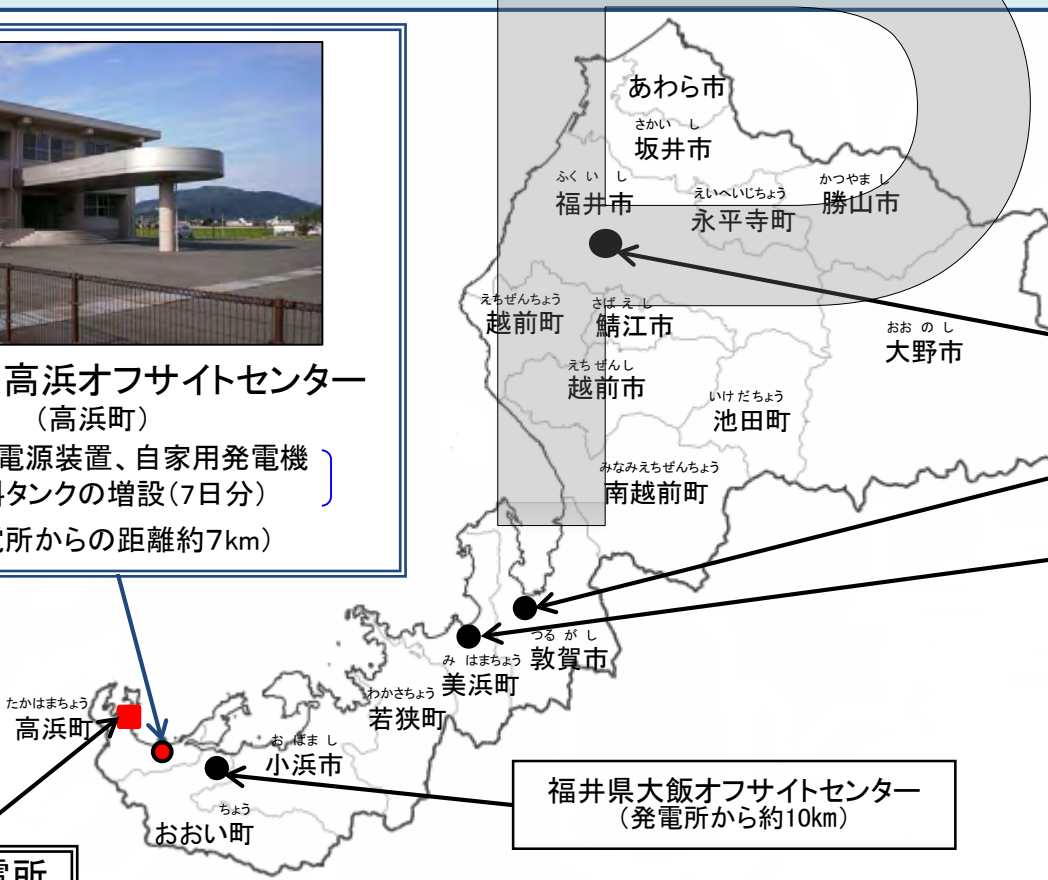 高浜オフサイトセンター
（高浜町）
電源装置、自家用発電機
タンクの増設（7日分）
所からの距離約7km）
あわら市
さかい し
坂井市
ふく い し
福井市
えいへいじちょう
永平寺町
かつやま し
勝山市
えちぜんちょう
越前町
さば え し
鯖江市
おお の し
大野市
えち ぜんし
越前市
いけ だちょう
池田町
みなみえちぜんちょう
南越前町
つる が し
敦賀市
み はまちょう
美浜町
わかさちょう
若狭町
たかはまちょう
高浜町
お ばま し
小浜市
ちょう
おおい町
福井県大飯オフサイトセンター
（発電所から約10km）
所